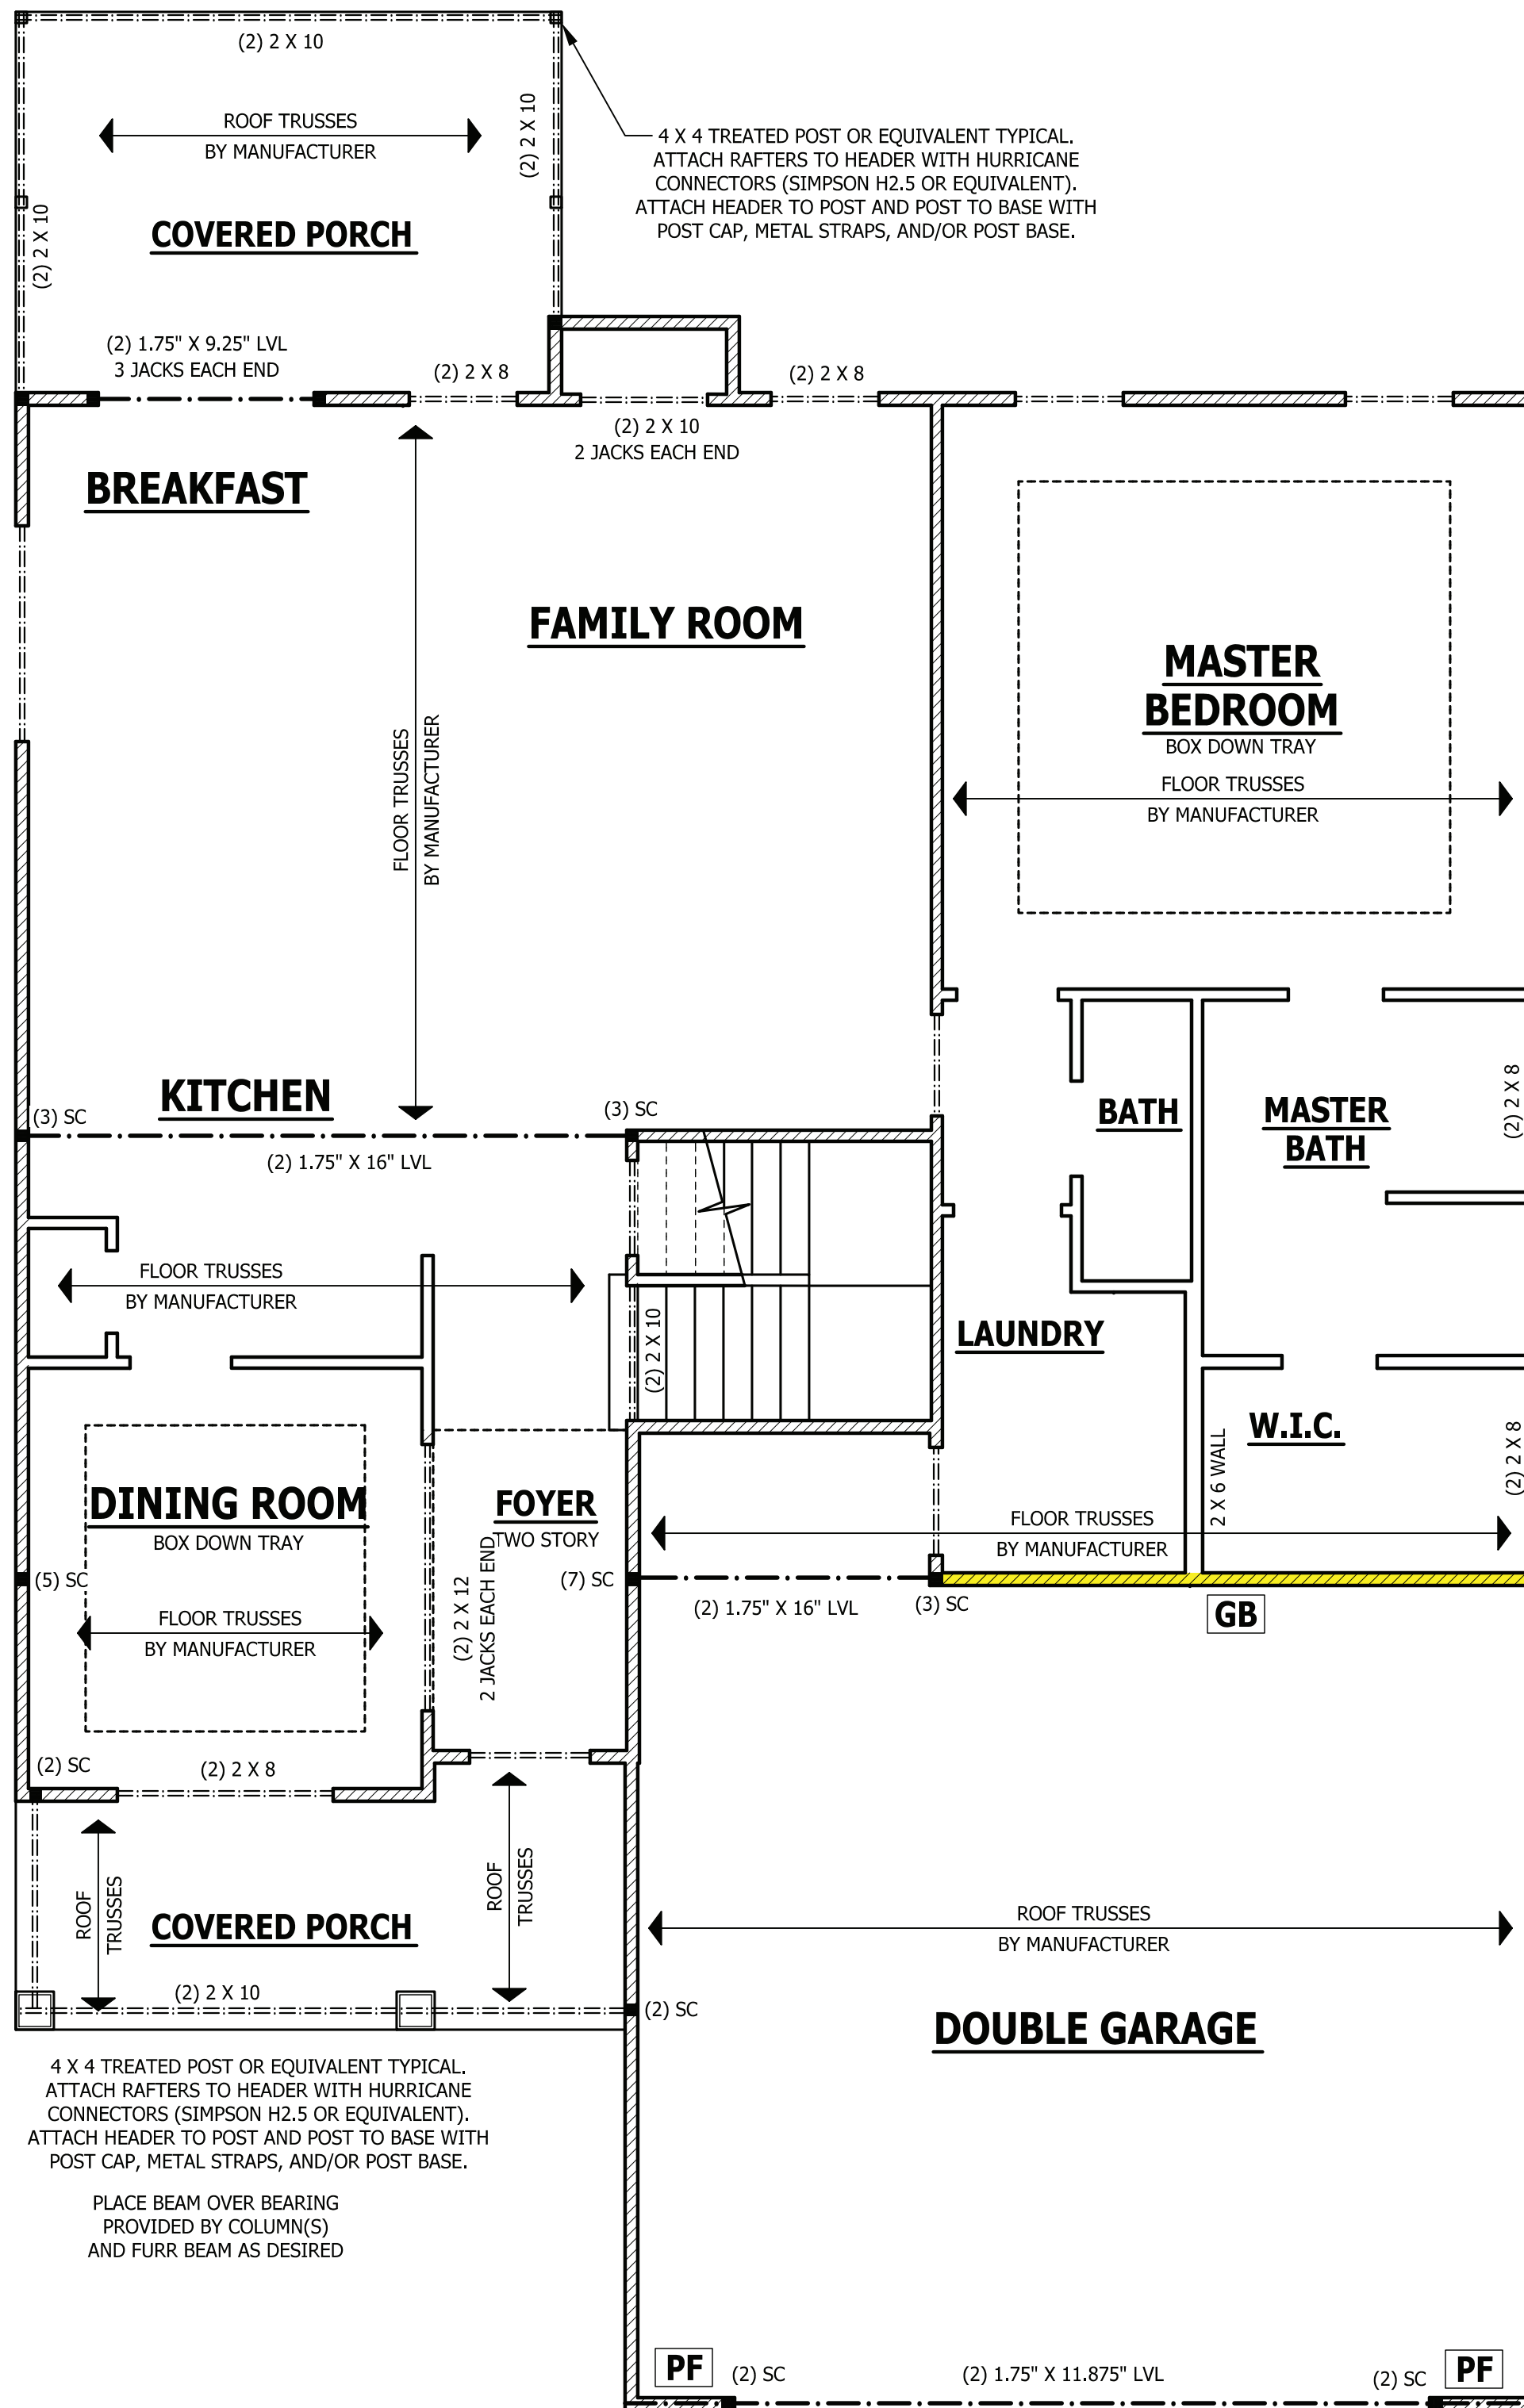 (2) 2 X 10
ROOF TRUSSES
BY MANUFACTURER
(2) 2 X 10
(2) 2 X 10
COVERED PORCH
4 X 4 TREATED POST OR EQUIVALENT TYPICAL.
ATTACH RAFTERS TO HEADER WITH HURRICANE
CONNECTORS (SIMPSON H2.5 OR EQUIVALENT).
ATTACH HEADER TO POST AND POST TO BASE WITH
POST CAP, METAL STRAPS, AND/OR POST BASE.
(2) 1.75" X 9.25" LVL
3 JACKS EACH END
(2) 2 X 8
(2) 2 X 8
(2) 2 X 10
2 JACKS EACH END
BREAKFAST
FAMILY ROOM
MASTER
BEDROOM
BOX DOWN TRAY
FLOOR TRUSSES
BY MANUFACTURER
FLOOR TRUSSES
BY MANUFACTURER
KITCHEN
(3) SC
(3) SC
(2) 1.75" X 16" LVL
BATH
MASTER
BATH
(2) 2 X 8
FLOOR TRUSSES
BY MANUFACTURER
(2) 2 X 10
LAUNDRY
W.I.C.
2 X 6 WALL
(2) 2 X 8
DINING ROOM
BOX DOWN TRAY
FOYER
TWO STORY
(2) 2 X 12
2 JACKS EACH END
FLOOR TRUSSES
BY MANUFACTURER
(5) SC
(7) SC
(2) 1.75" X 16" LVL
(3) SC
GB
FLOOR TRUSSES
BY MANUFACTURER
(2) SC
(2) 2 X 8
ROOF
TRUSSES
ROOF
TRUSSES
COVERED PORCH
(2) 2 X 10
(2) SC
ROOF TRUSSES
BY MANUFACTURER
DOUBLE GARAGE
4 X 4 TREATED POST OR EQUIVALENT TYPICAL.
ATTACH RAFTERS TO HEADER WITH HURRICANE
CONNECTORS (SIMPSON H2.5 OR EQUIVALENT).
ATTACH HEADER TO POST AND POST TO BASE WITH
POST CAP, METAL STRAPS, AND/OR POST BASE.
PLACE BEAM OVER BEARING
PROVIDED BY COLUMN(S)
AND FURR BEAM AS DESIRED
PF
(2) SC
(2) 1.75" X 11.875" LVL
(2) SC
PF